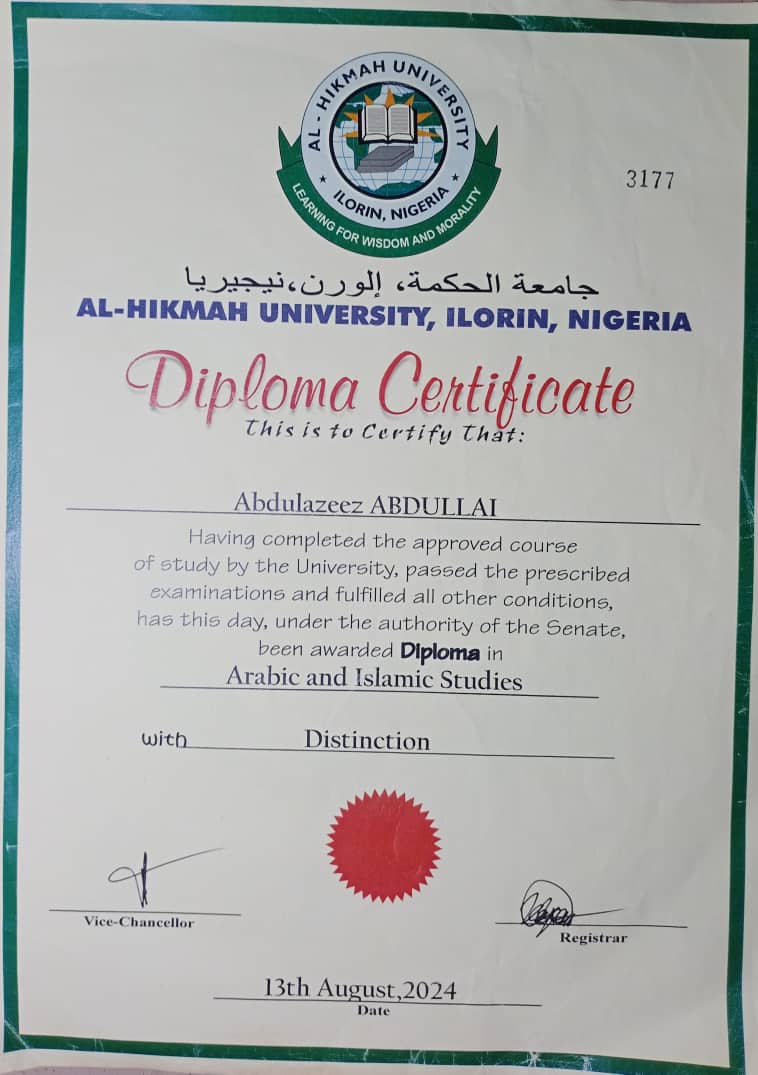 AL-HIKMAH UNIVERSITY
★ ILORIN, NIGERIA ★
LEARNING FOR WISDOM AND MORALITY
3177
جامعة الحكمة، إلورن،نيجيريا
AL-HIKMAH UNIVERSITY, ILORIN, NIGERIA
Diploma Certificate
This is to Certify That:
Abdulazeez ABDULLAI
Having completed the approved course
of study by the University, passed the prescribed
examinations and fulfilled all other conditions,
has this day, under the authority of the Senate,
been awarded Diploma in
Arabic and Islamic Studies
with Distinction
Vice-Chancellor
Registrar
13th August,2024
Date